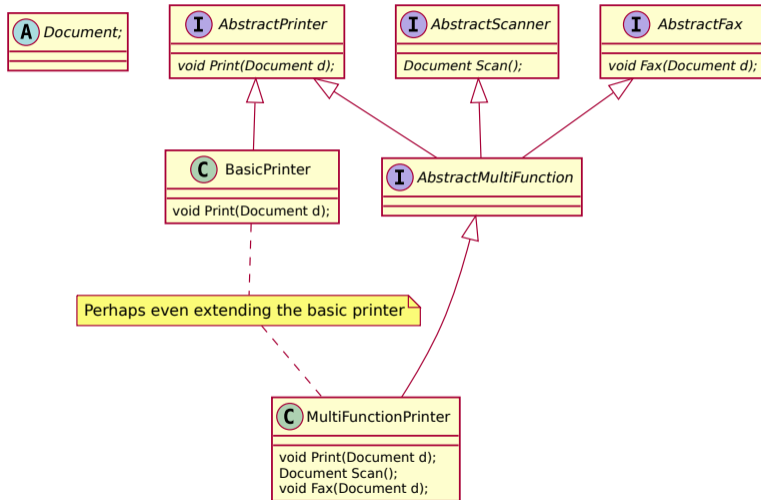 A Document;
I AbstractPrinter
void Print(Document d);
I AbstractScanner
Document Scan();
I AbstractFax
void Fax(Document d);
C BasicPrinter
void Print(Document d);
I AbstractMultiFunction
Perhaps even extending the basic printer
C MultiFunctionPrinter
void Print(Document d);
Document Scan();
void Fax(Document d);